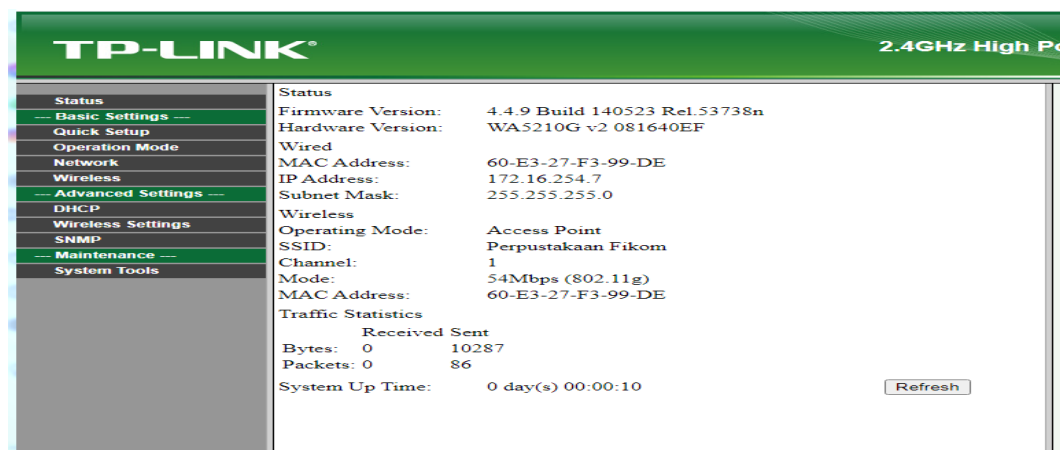 TP-LINK®
2.4GHz High Po
Status
--- Basic Settings ---
Quick Setup
Operation Mode
Network
Wireless
--- Advanced Settings ---
DHCP
Wireless Settings
SNMP
--- Maintenance ---
System Tools
Status
Firmware Version: 4.4.9 Build 140523 Rel.53738n
Hardware Version: WA5210G v2 081640EF
Wired
MAC Address: 60-E3-27-F3-99-DE
IP Address: 172.16.254.7
Subnet Mask: 255.255.255.0
Wireless
Operating Mode: Access Point
SSID: Perpustakaan Fikom
Channel: 1
Mode: 54Mbps (802.11g)
MAC Address: 60-E3-27-F3-99-DE
Traffic Statistics
Received Sent
Bytes: 0 10287
Packets: 0 86
System Up Time: 0 day(s) 00:00:10 Refresh